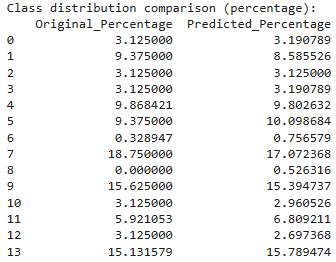 Class distribution comparison (percentage):
Original_Percentage Predicted_Percentage
0 3.125000 3.190789
1 9.375000 8.585526
2 3.125000 3.125000
3 3.125000 3.190789
4 9.868421 9.802632
5 9.375000 10.098684
6 0.328947 0.756579
7 18.750000 17.072368
8 0.000000 0.526316
9 15.625000 15.394737
10 3.125000 2.960526
11 5.921053 6.809211
12 3.125000 2.697368
13 15.131579 15.789474